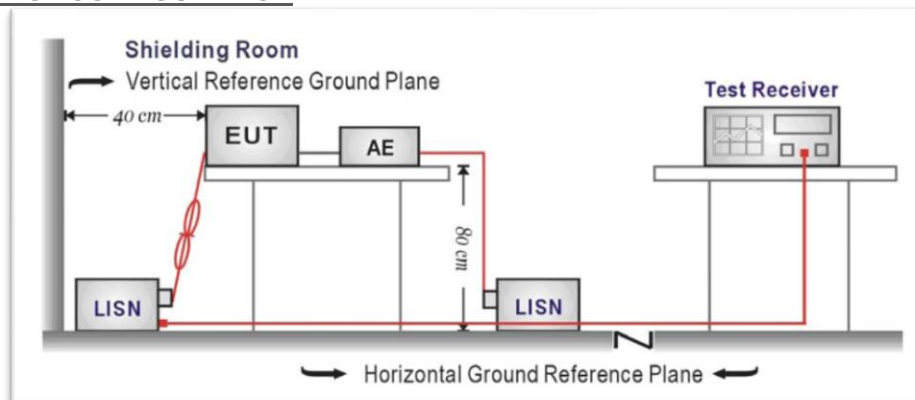 Shielding Room
Vertical Reference Ground Plane
40 cm
EUT
AE
Test Receiver
80 cm
LISN
LISN
Horizontal Ground Reference Plane